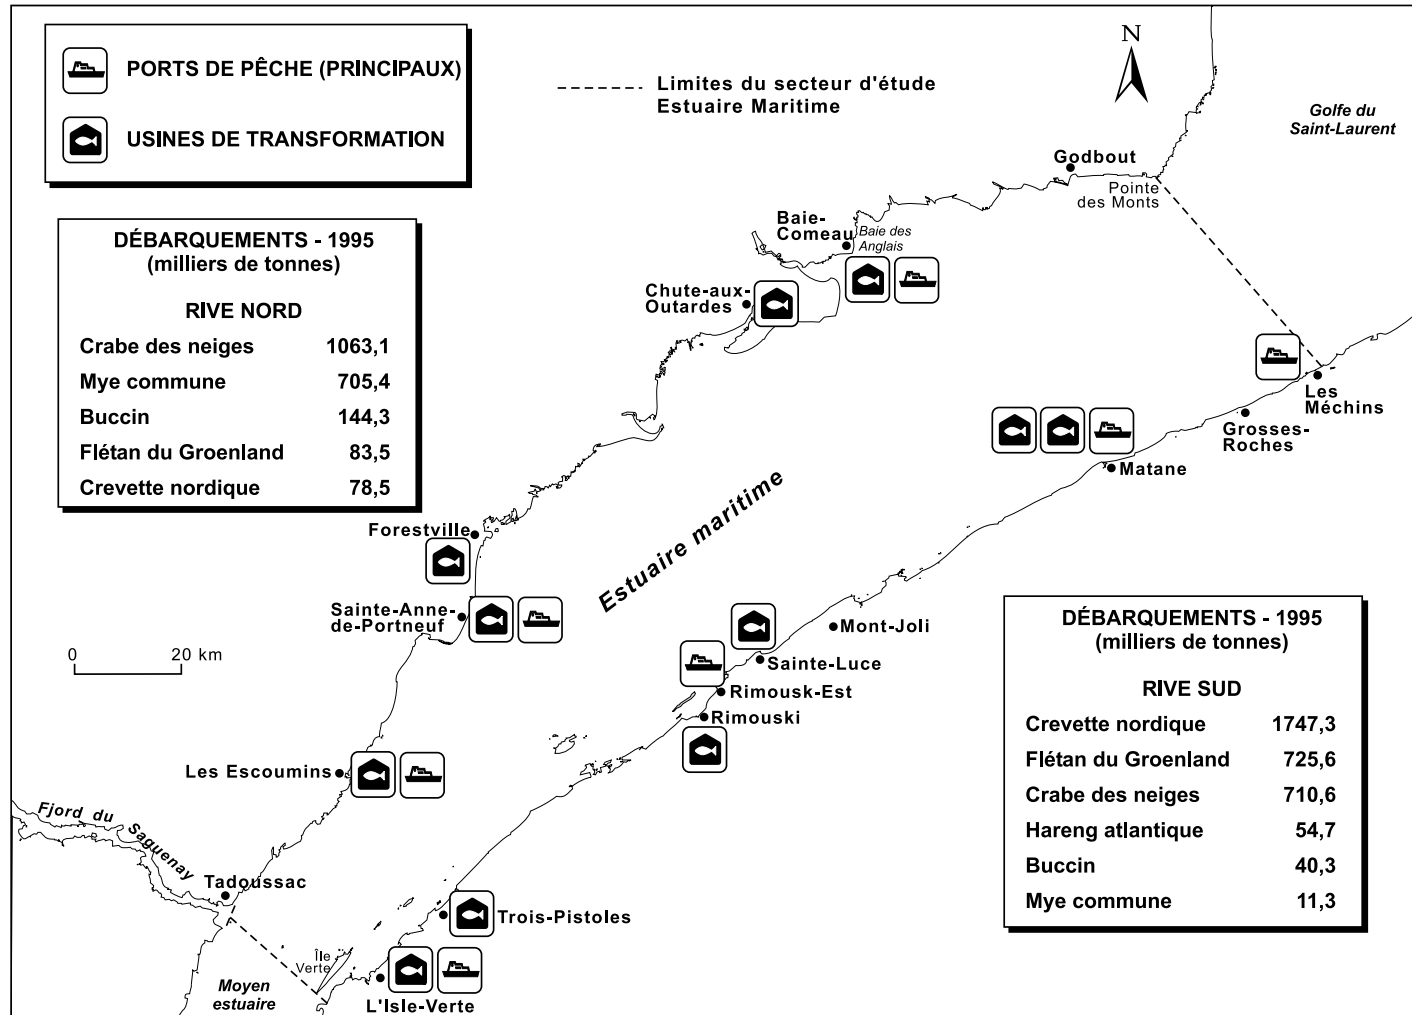 PORTS DE PÊCHE (PRINCIPAUX)
USINES DE TRANSFORMATION
Limites du secteur d'étude
Estuaire Maritime
N
Golfe du
Saint-Laurent
DÉBARQUEMENTS - 1995
(milliers de tonnes)
RIVE NORD
Crabe des neiges 1063,1
Mye commune 705,4
Buccin 144,3
Flétan du Groenland 83,5
Crevette nordique 78,5
Godbout
Pointe
des Monts
Baie-
Comeau
Baie des
Anglais
Chute-aux-
Outardes
Les
Méchins
Grosses-
Roches
Matane
Forestville
Estuaire maritime
Sainte-Anne-
de-Portneuf
0 20 km
Mont-Joli
Sainte-Luce
Rimousk-Est
Rimouski
Les Escoumins
Fjord du Saguenay
Tadoussac
Trois-Pistoles
Île
Verte
Moyen
estuaire
L'Isle-Verte
DÉBARQUEMENTS - 1995
(milliers de tonnes)
RIVE SUD
Crevette nordique 1747,3
Flétan du Groenland 725,6
Crabe des neiges 710,6
Hareng atlantique 54,7
Buccin 40,3
Mye commune 11,3